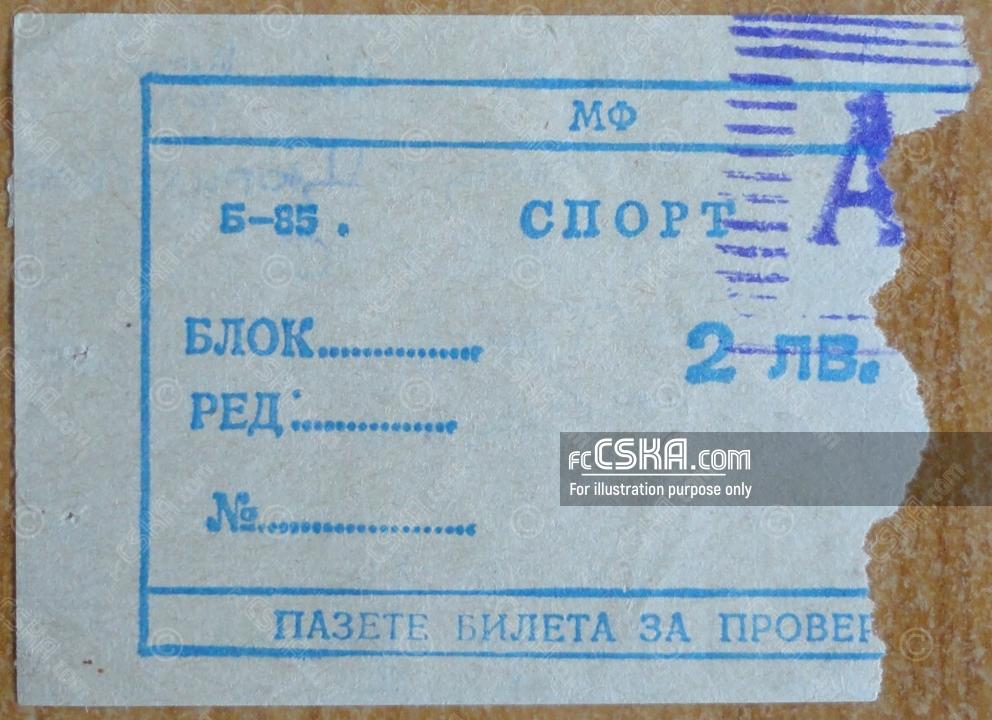 МФ
А
Б-85.
СПОРТ
БЛОК..............
2 лв.
РЕД...............
fcCSKA.com
For illustration purpose only
№..................
ПАЗЕТЕ БИЛЕТА ЗА ПРОВЕР